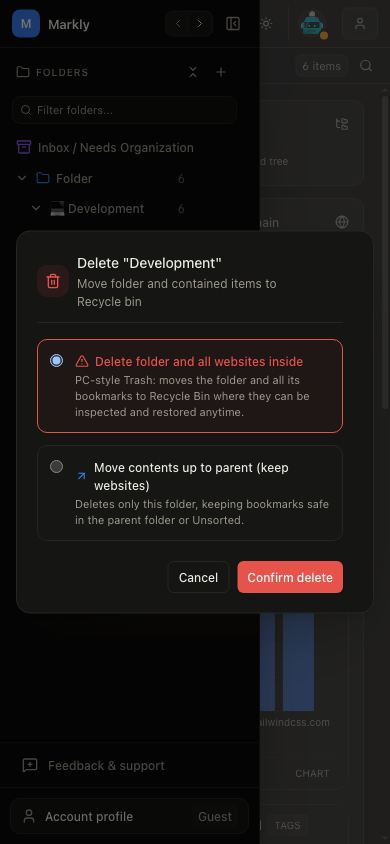 M Markly
FOLDERS
6 items
Filter folders...
Inbox / Needs Organization
d tree
Folder 6
Development 6
ain
Delete "Development"
Move folder and contained items to
Recycle bin
Delete folder and all websites inside
PC-style Trash: moves the folder and all its
bookmarks to Recycle Bin where they can be
inspected and restored anytime.
Move contents up to parent (keep
websites)
Deletes only this folder, keeping bookmarks safe
in the parent folder or Unsorted.
Cancel Confirm delete
ailwindcss.com
Feedback & support
CHART
Account profile Guest
TAGS